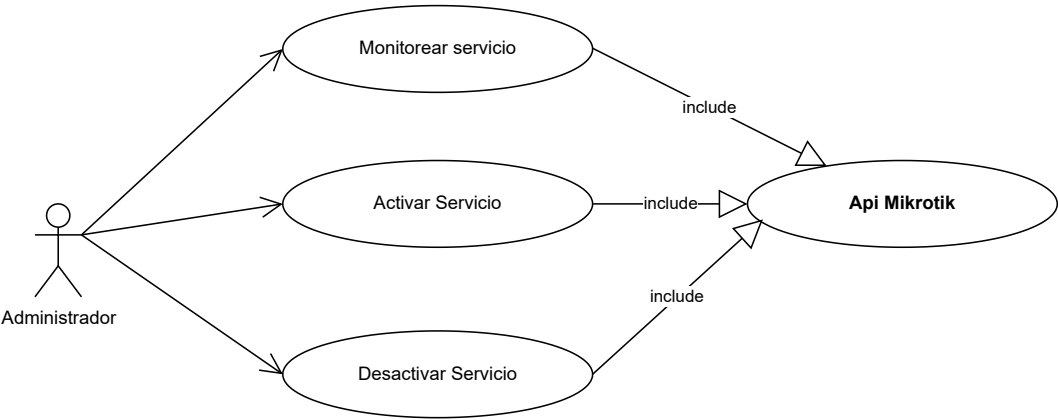 Monitorear servicio
include
Activar Servicio
include
Api Mikrotik
include
Administrador
Desactivar Servicio